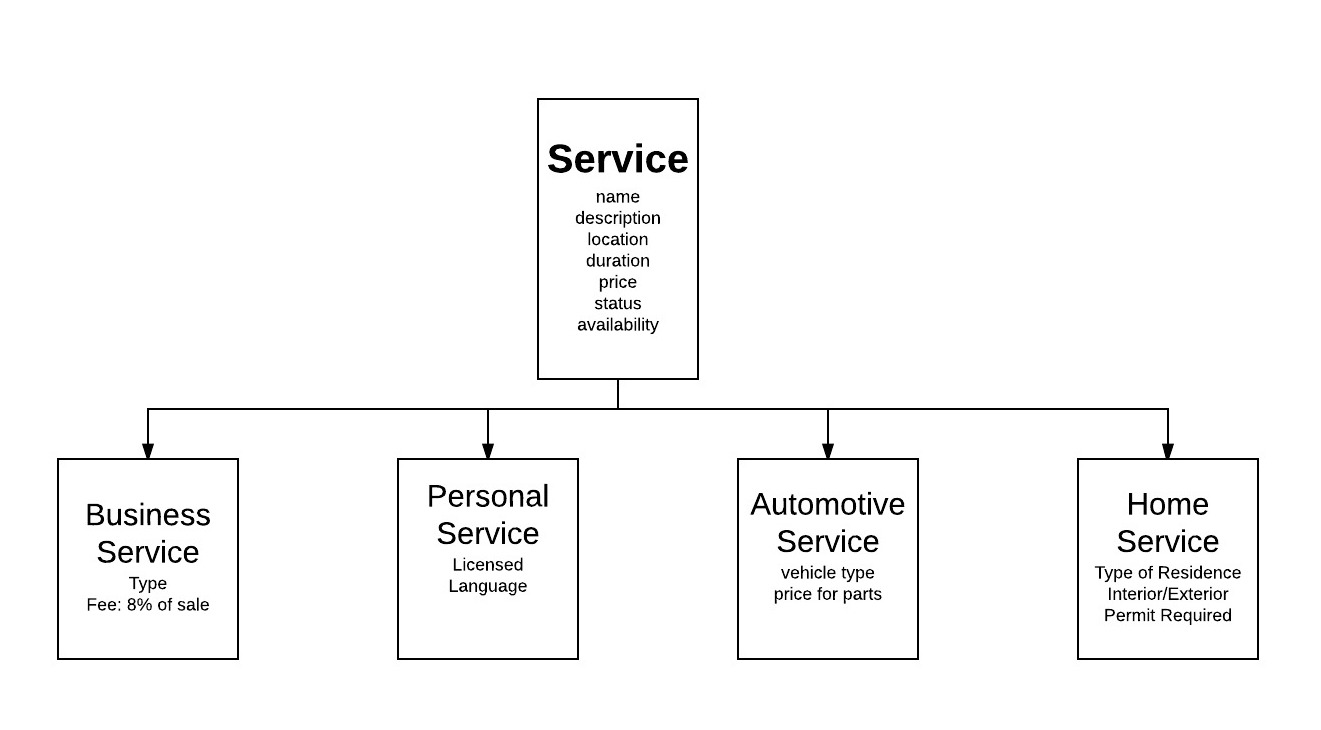 Service
name
description
location
duration
price
status
availability
Business
Service
Type
Fee: 8% of sale
Personal
Service
Licensed
Language
Automotive
Service
vehicle type
price for parts
Home
Service
Type of Residence
Interior/Exterior
Permit Required